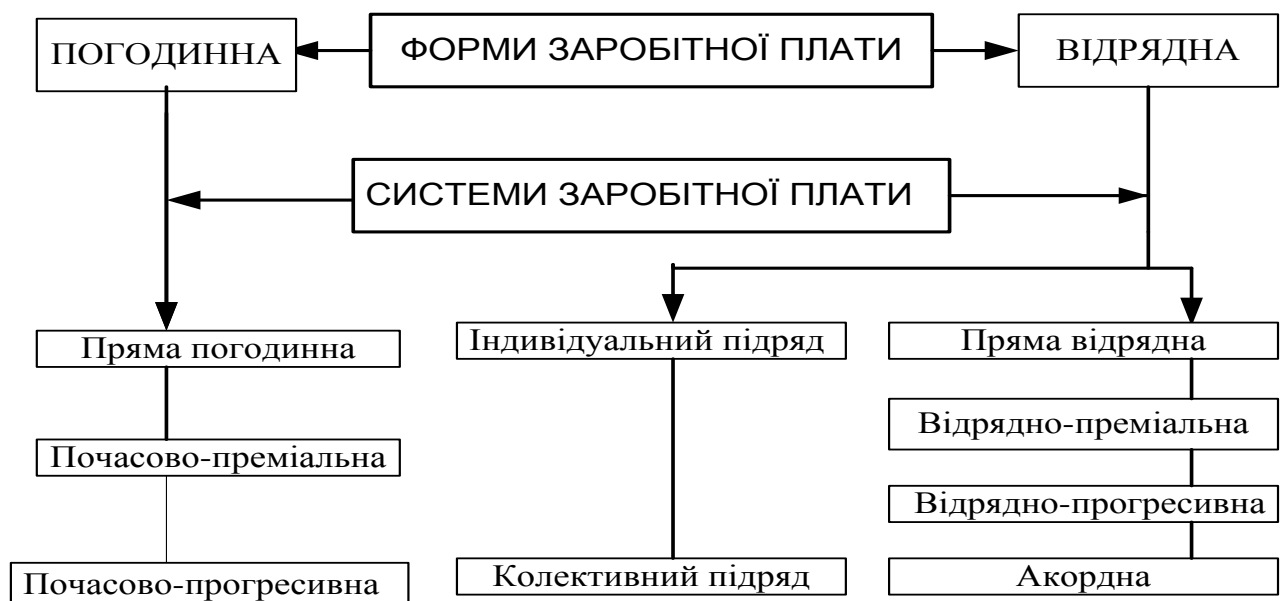 ПОГОДИННА
ФОРМИ ЗАРОБІТНОЇ ПЛАТИ
ВІДРЯДНА
СИСТЕМИ ЗАРОБІТНОЇ ПЛАТИ
Пряма погодинна
Індивідуальний підряд
Пряма відрядна
Відрядно-преміальна
Почасово-преміальна
Відрядно-прогресивна
Почасово-прогресивна
Колективний підряд
Акордна